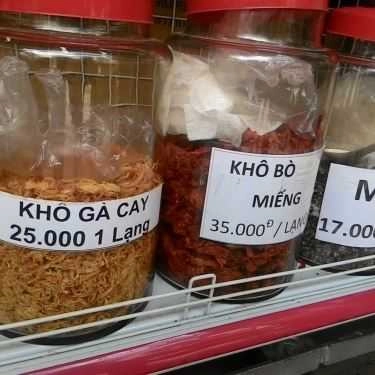 KHÔ GÀ CAY
25.000 1 Lạng
KHÔ BÒ
MIẾNG
35.000Đ/LẠNG
17.000